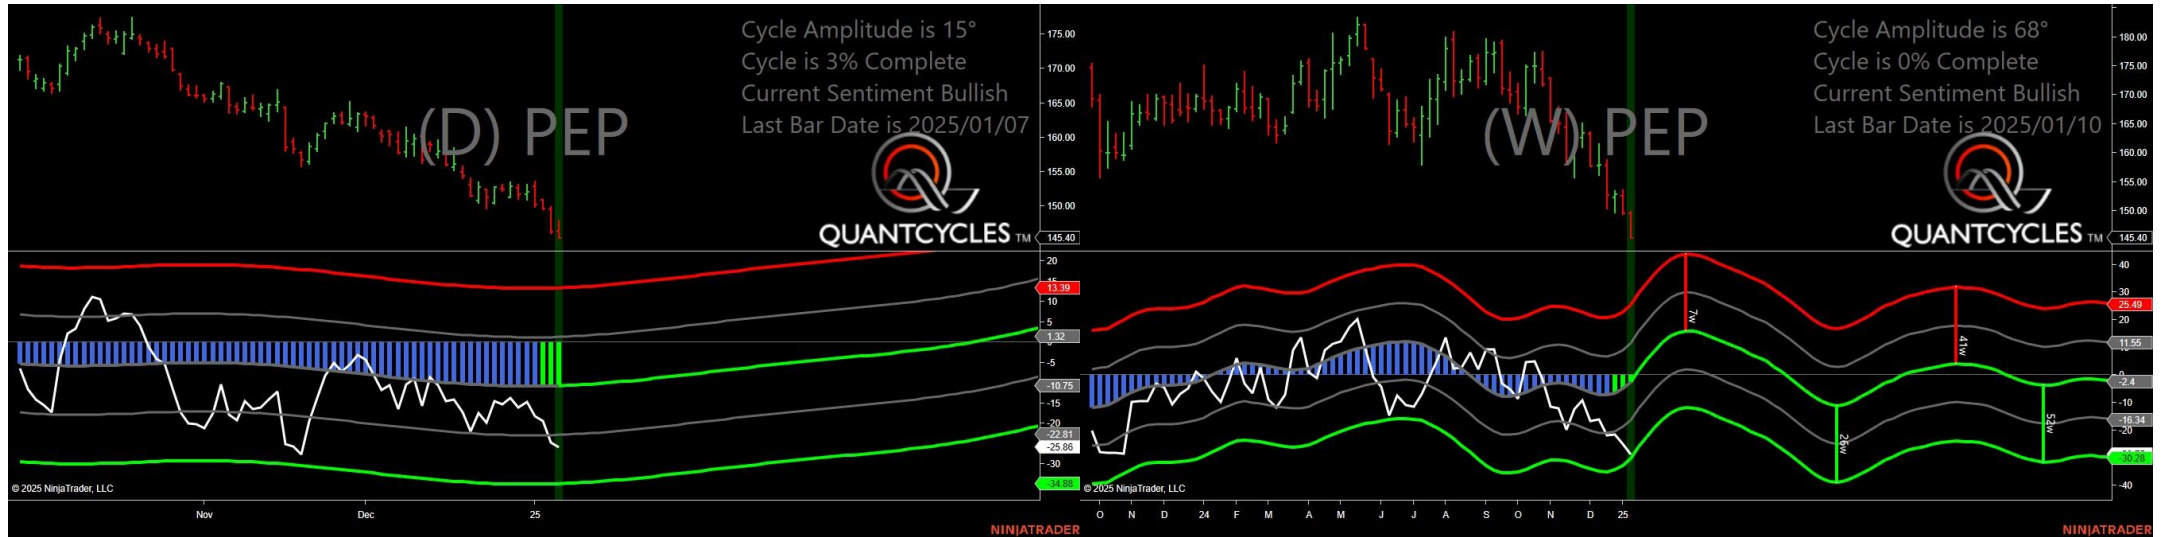 Cycle Amplitude is 15°
Cycle is 3% Complete
Current Sentiment Bullish
Last Bar Date is 2025/01/07
(D) PEP
QUANTCYCLES TM
175.00
170.00
165.00
160.00
155.00
150.00
145.40
20
15
13.39
10
5
1.32
-5
-10.75
-15
-20
-22.81
-25.86
-30
-34.88
© 2025 NinjaTrader, LLC
Nov
Dec
25
NINJATRADER
Cycle Amplitude is 68°
Cycle is 0% Complete
Current Sentiment Bullish
Last Bar Date is 2025/01/10
(W) PEP
QUANTCYCLES TM
180.00
175.00
170.00
165.00
160.00
155.00
150.00
145.40
40
30
25.49
20
11.55
0
-2.4
-10
-16.34
-20
-30.28
-40
7w
26w
41w
52w
© 2025 NinjaTrader, LLC
O N D 24 F M A M J J A S O N D 25
NINJATRADER